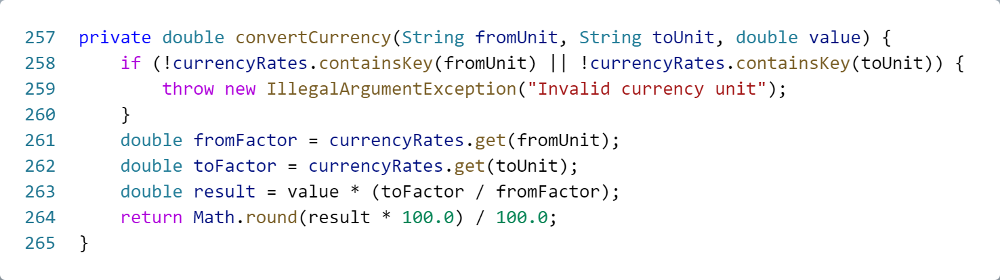 257 private double convertCurrency(String fromUnit, String toUnit, double value) {
258     if (!currencyRates.containsKey(fromUnit) || !currencyRates.containsKey(toUnit)) {
259         throw new IllegalArgumentException("Invalid currency unit");
260     }
261     double fromFactor = currencyRates.get(fromUnit);
262     double toFactor = currencyRates.get(toUnit);
263     double result = value * (toFactor / fromFactor);
264     return Math.round(result * 100.0) / 100.0;
265 }